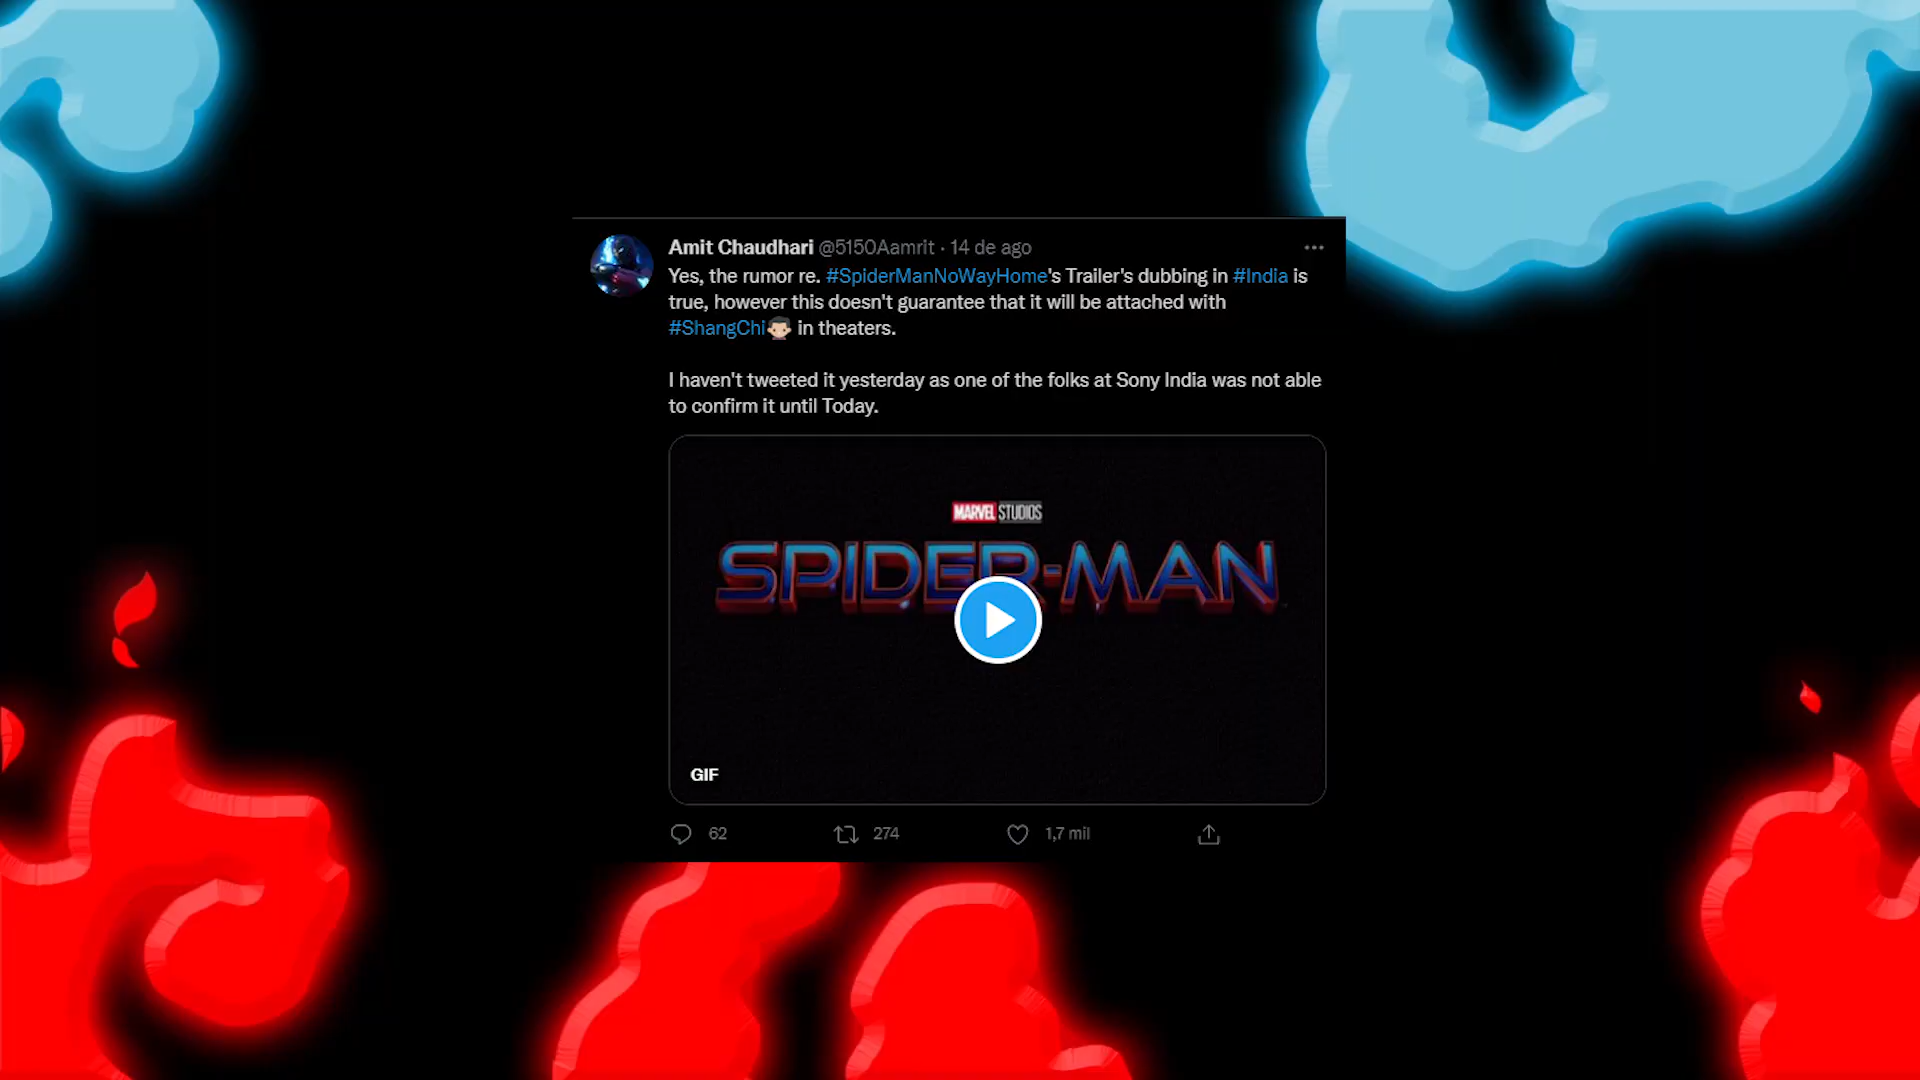 Amit Chaudhari @5150Aamrit · 14 de ago
Yes, the rumor re. #SpiderManNoWayHome's Trailer's dubbing in #India is
true, however this doesn't guarantee that it will be attached with
#ShangChi in theaters.
I haven't tweeted it yesterday as one of the folks at Sony India was not able
to confirm it until Today.
MARVEL STUDIOS
SPIDER-MAN
GIF
62 274 1,7 mil